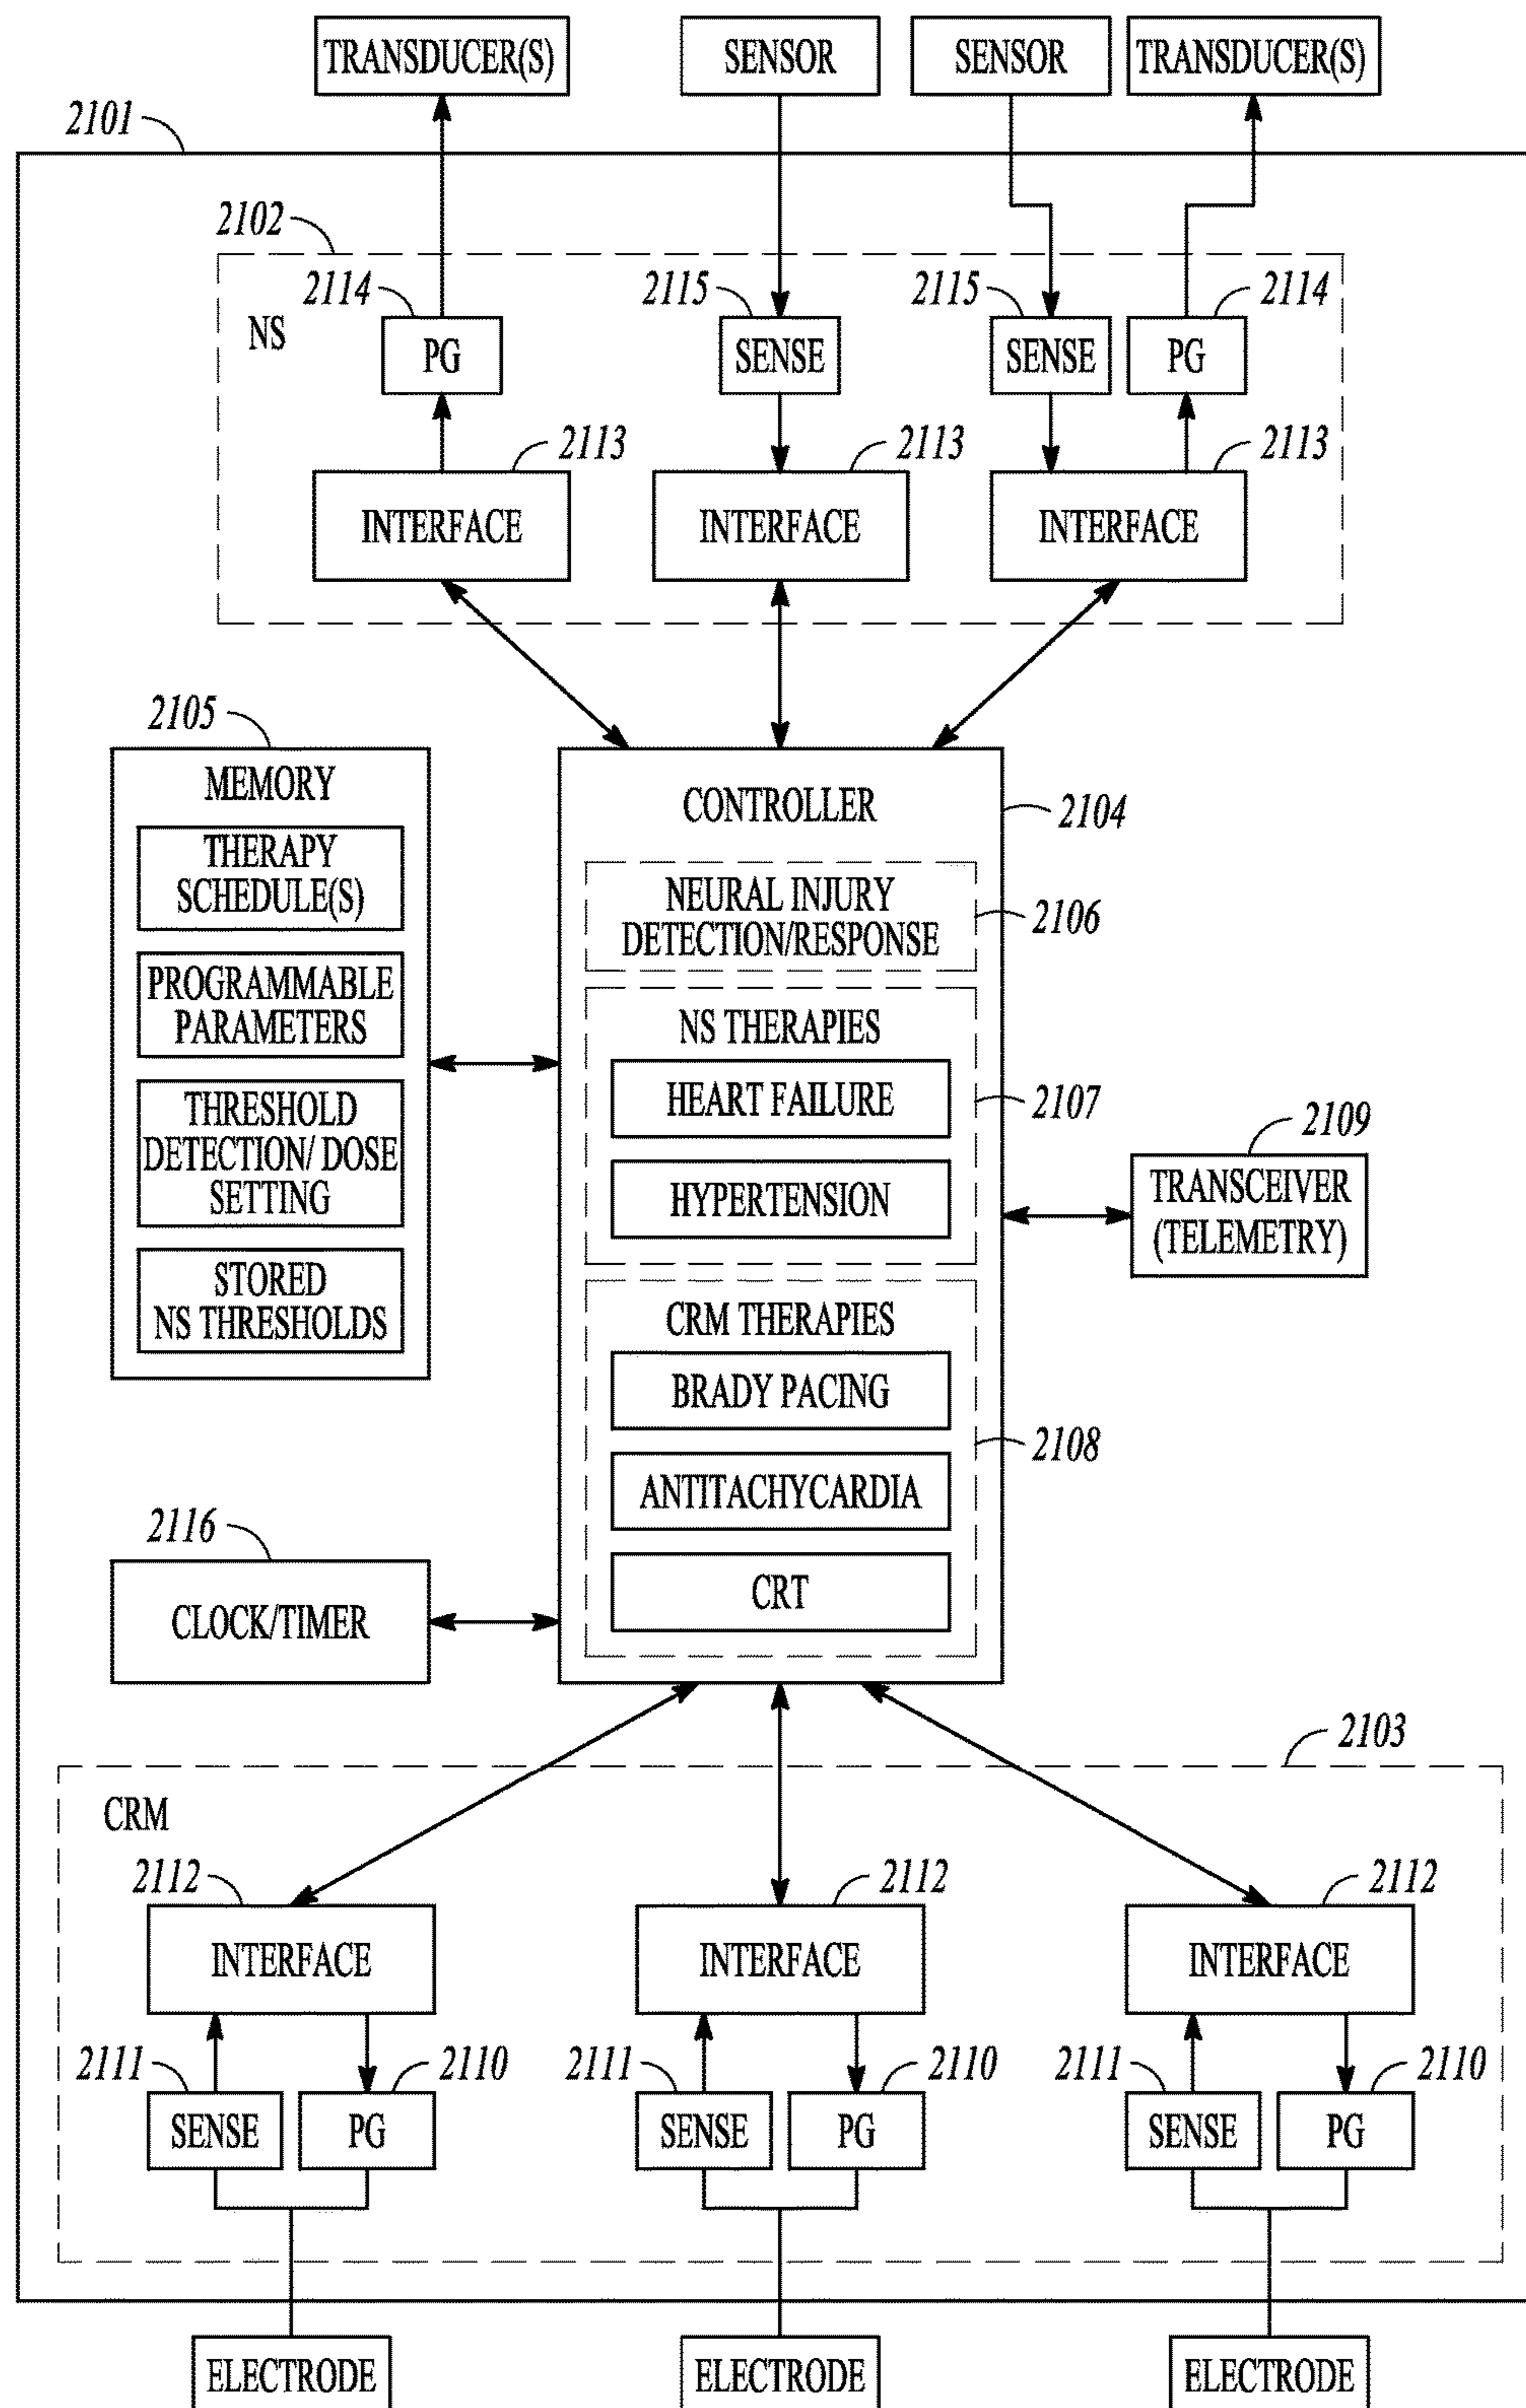 TRANSDUCER(S)
SENSOR
SENSOR
TRANSDUCER(S)
2101
2102
NS
2114
2115
2115
2114
PG
SENSE
SENSE
PG
2113
2113
2113
INTERFACE
INTERFACE
INTERFACE
2105
MEMORY
THERAPY
SCHEDULE(S)
PROGRAMMABLE
PARAMETERS
THRESHOLD
DETECTION/ DOSE
SETTING
STORED
NS THRESHOLDS
CONTROLLER
2104
NEURAL INJURY
DETECTION/RESPONSE
2106
NS THERAPIES
HEART FAILURE
2107
HYPERTENSION
2109
TRANSCEIVER
(TELEMETRY)
CRM THERAPIES
BRADY PACING
2108
ANTITACHYCARDIA
CRT
2116
CLOCK/TIMER
2103
CRM
2112
2112
2112
INTERFACE
INTERFACE
INTERFACE
2111
2110
2111
2110
2111
2110
SENSE
PG
SENSE
PG
SENSE
PG
ELECTRODE
ELECTRODE
ELECTRODE